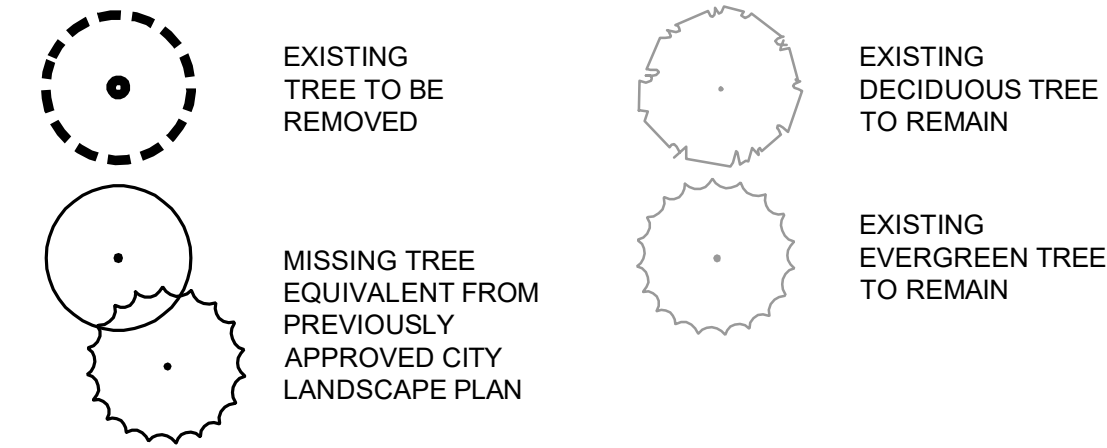 EXISTING
TREE TO BE
REMOVED
MISSING TREE
EQUIVALENT FROM
PREVIOUSLY
APPROVED CITY
LANDSCAPE PLAN
EXISTING
DECIDUOUS TREE
TO REMAIN
EXISTING
EVERGREEN TREE
TO REMAIN